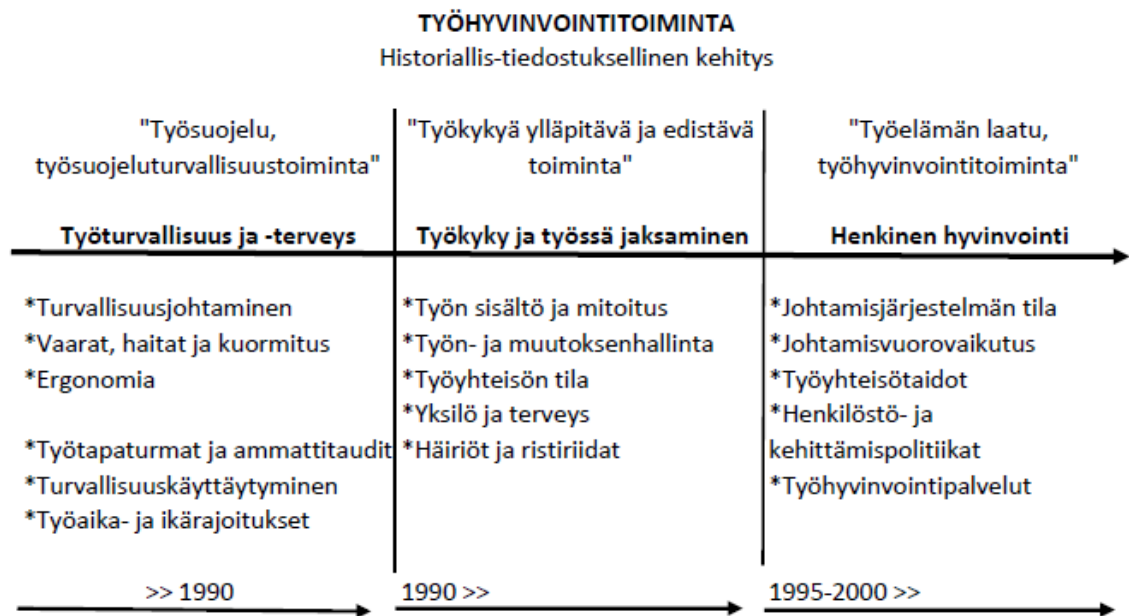 TYÖHYVINVOINTITOIMINTA
Historiallis-tiedostuksellinen kehitys
"Työsuojelu,
työsuojeluturvallisuustoiminta"
Työturvallisuus ja -terveys
*Turvallisuusjohtaminen
*Vaarat, haitat ja kuormitus
*Ergonomia
*Työtapaturmat ja ammattitaudit
*Turvallisuuskäyttäytyminen
*Työaika- ja ikärajoitukset
>> 1990
"Työkykyä ylläpitävä ja edistävä
toiminta"
Työkyky ja työssä jaksaminen
*Työn sisältö ja mitoitus
*Työn- ja muutoksenhallinta
*Työyhteisön tila
*Yksilö ja terveys
*Häiriöt ja ristiriidat
1990 >>
"Työelämän laatu,
työhyvinvointitoiminta"
Henkinen hyvinvointi
*Johtamisjärjestelmän tila
*Johtamisvuorovaikutus
*Työyhteisötaidot
*Henkilöstö- ja
kehittämispolitiikat
*Työhyvinvointipalvelut
1995-2000 >>